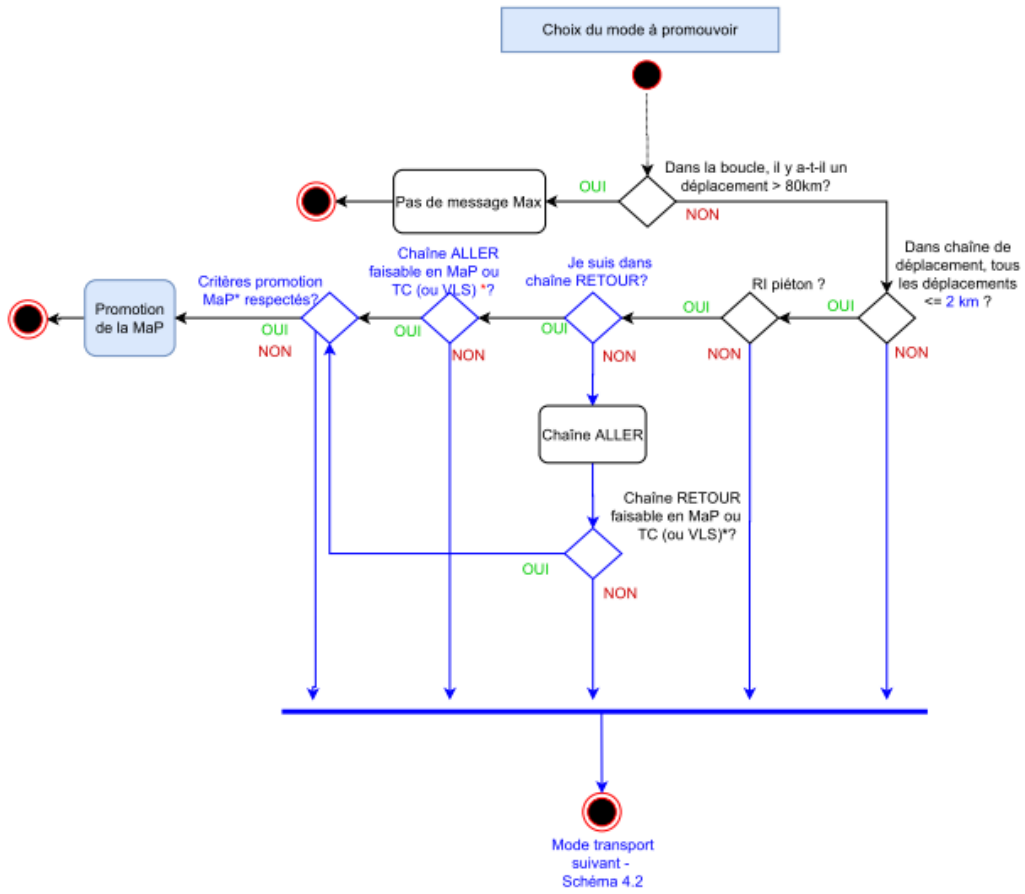 Choix du mode à promouvoir
Dans la boucle, il y a-t-il un
déplacement > 80km?
OUI
NON
Pas de message Max
Dans chaîne de
déplacement, tous
les déplacements
<= 2 km ?
OUI
NON
RI piéton ?
OUI
NON
Je suis dans
chaîne RETOUR?
OUI
NON
Chaîne ALLER
faisable en MaP ou
TC (ou VLS) *?
OUI
NON
Critères promotion
MaP* respectés?
OUI
NON
Promotion
de la MaP
Chaîne ALLER
Chaîne RETOUR
faisable en MaP ou
TC (ou VLS)*?
OUI
NON
Mode transport
suivant -
Schéma 4.2